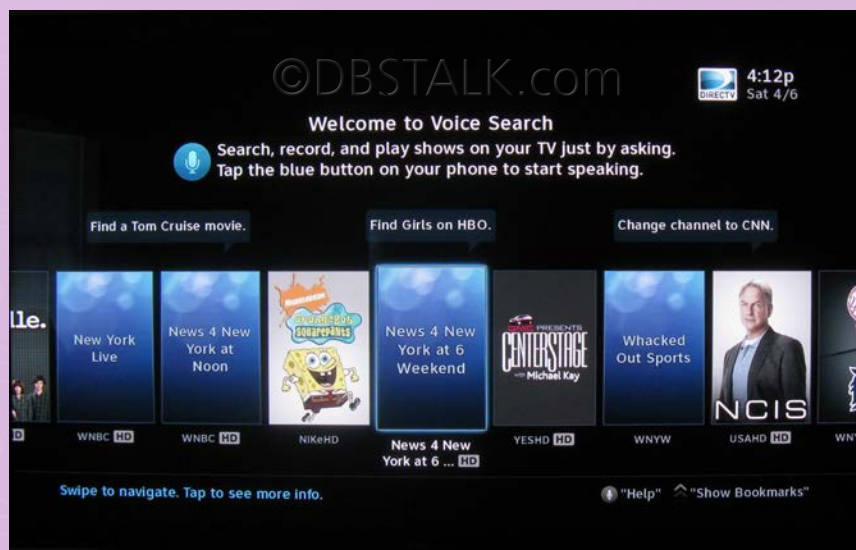 ©DBSTALK.com
DIRECTV
4:12p
Sat 4/6
Welcome to Voice Search
Search, record, and play shows on your TV just by asking.
Tap the blue button on your phone to start speaking.
Find a Tom Cruise movie.
Find Girls on HBO.
Change channel to CNN.
lle.
New York
Live
News 4 New
York at
Noon
NICKELODEON
SpongeBob
SQUAREPANTS
News 4 New
York at 6
Weekend
PRESENTS
CENTERSTAGE
with Michael Kay
Whacked
Out Sports
NCIS
WNBC HD
WNBC HD
NIKeHD
News 4 New
York at 6 ... HD
YESHD HD
WNYW
USAHD HD
WNY
Swipe to navigate. Tap to see more info.
"Help"
"Show Bookmarks"